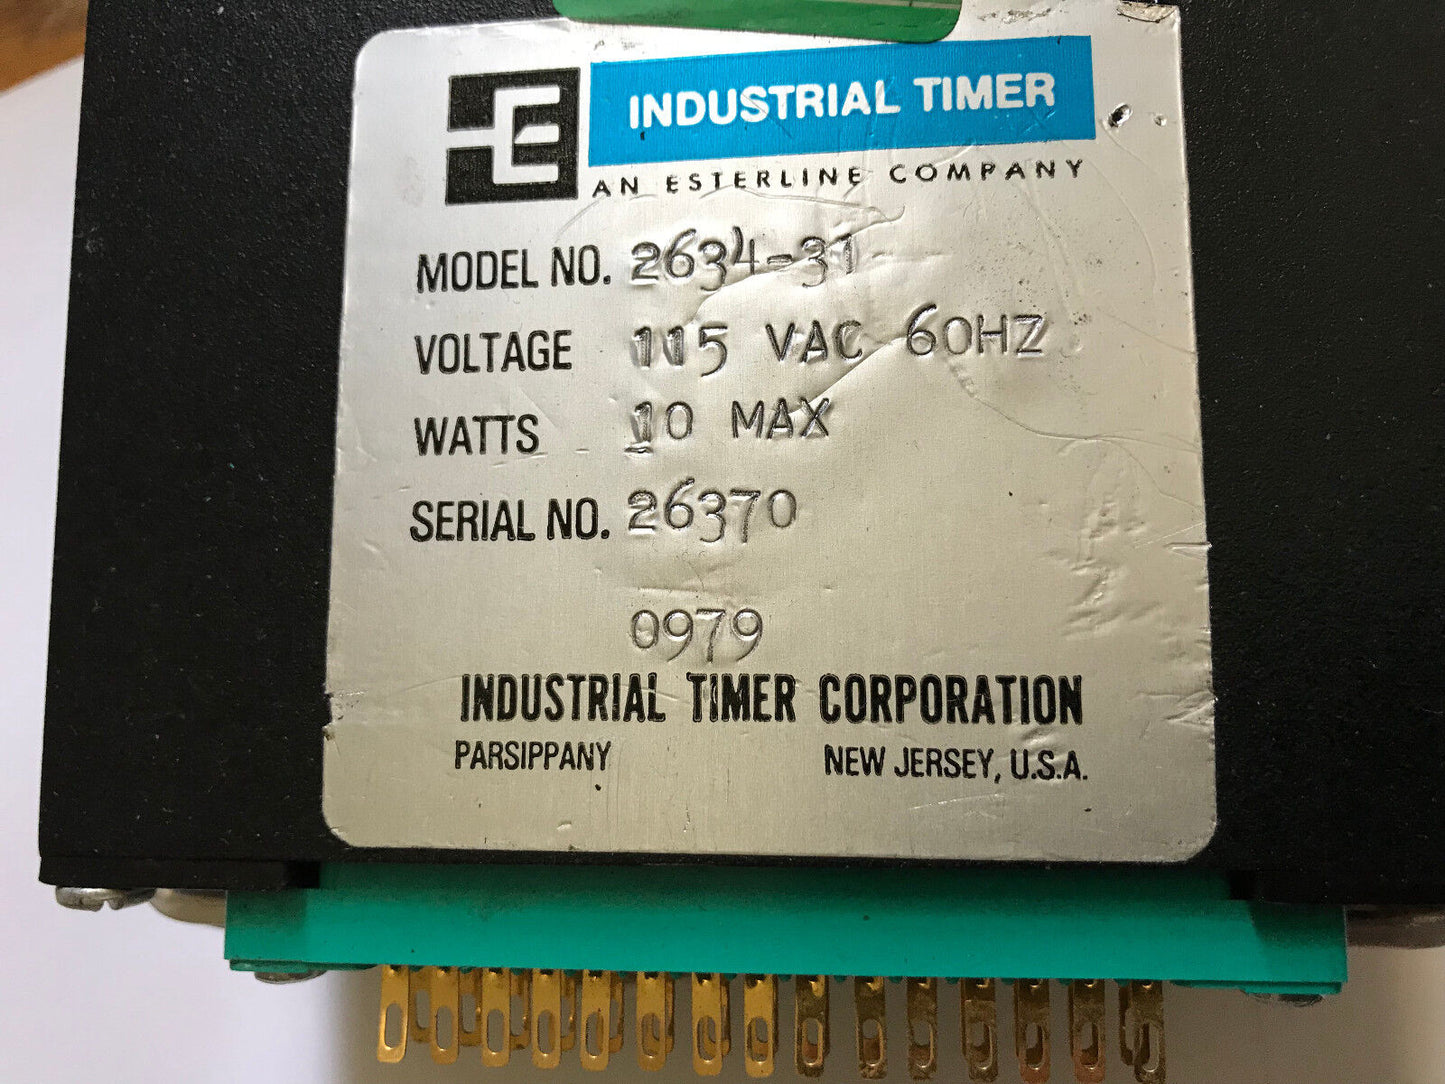 E INDUSTRIAL TIMER
AN ESTERLINE COMPANY
MODEL NO. 2634-31
VOLTAGE 115 VAC 60HZ
WATTS 10 MAX
SERIAL NO. 26370
0979
INDUSTRIAL TIMER CORPORATION
PARSIPPANY NEW JERSEY, U.S.A.